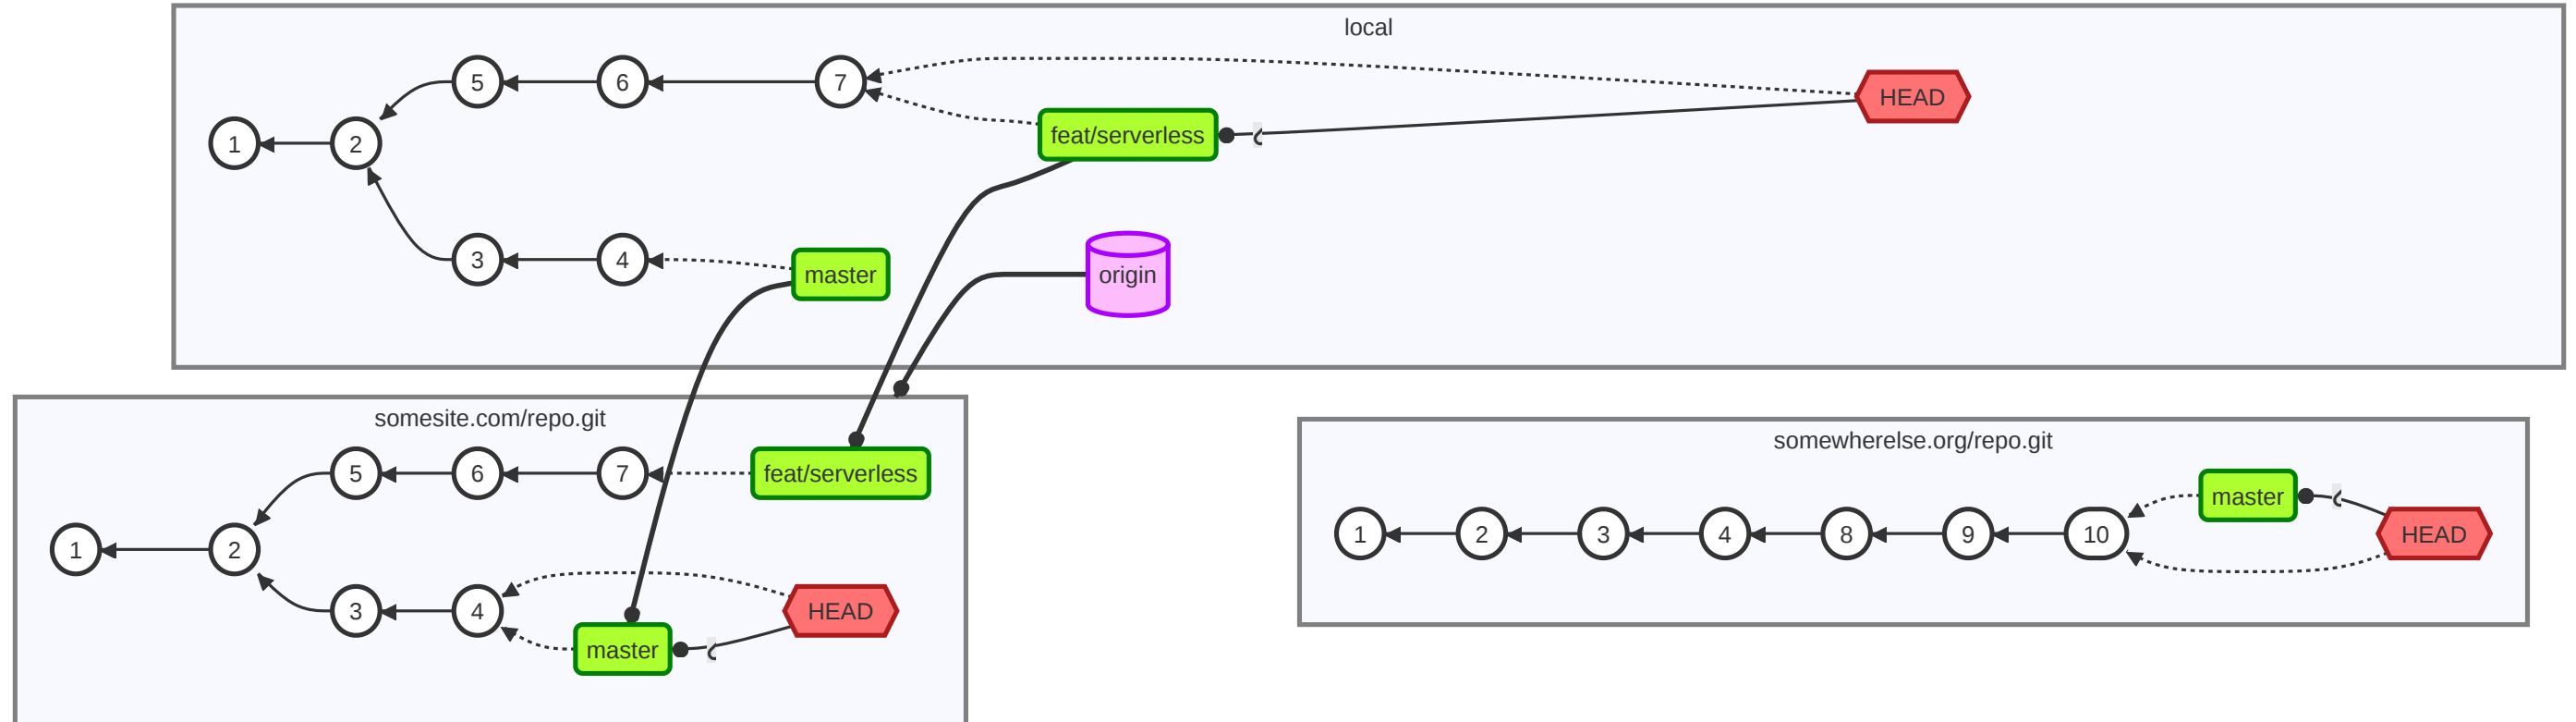 local
5
6
7
HEAD
feat/serverless
1
2
3
4
master
origin
somesite.com/repo.git
5
6
7
feat/serverless
1
2
3
4
HEAD
master
somewherelse.org/repo.git
master
1
2
3
4
8
9
10
HEAD